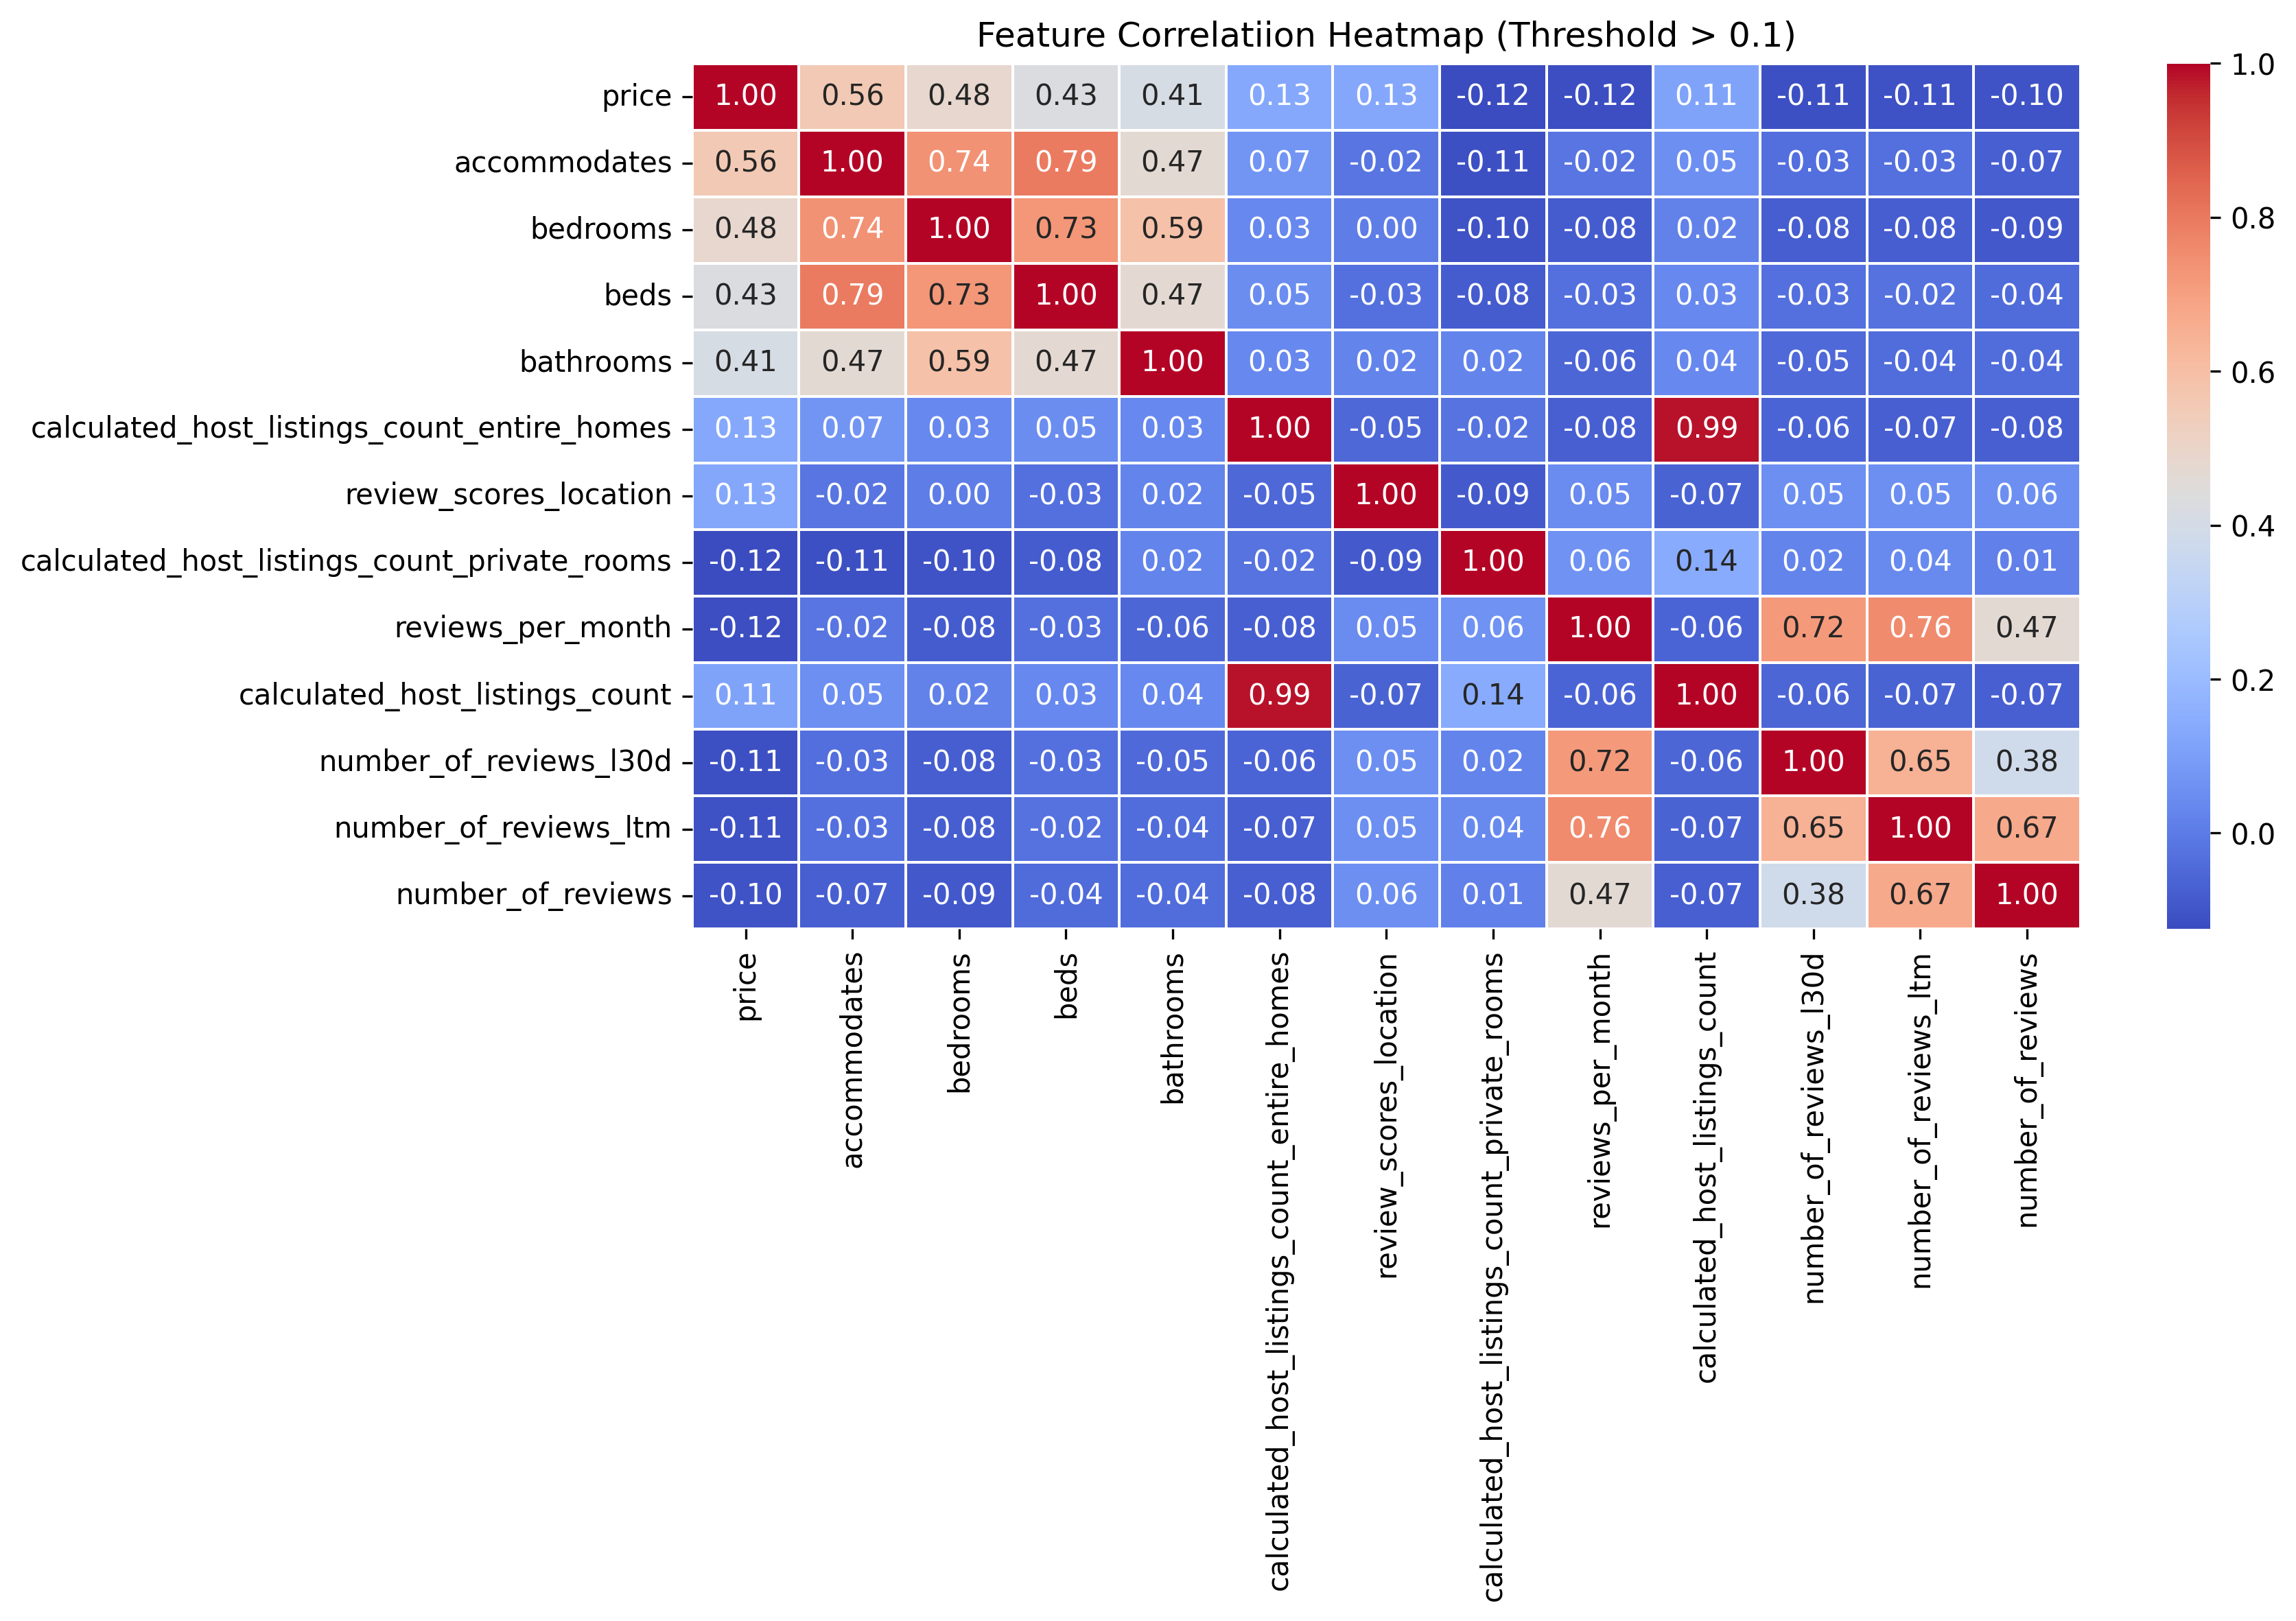 Feature Correlatiion Heatmap (Threshold > 0.1)
price 1.00 0.56 0.48 0.43 0.41 0.13 0.13 -0.12 -0.12 0.11 -0.11 -0.11 -0.10
accommodates 0.56 1.00 0.74 0.79 0.47 0.07 -0.02 -0.11 -0.02 0.05 -0.03 -0.03 -0.07
bedrooms 0.48 0.74 1.00 0.73 0.59 0.03 0.00 -0.10 -0.08 0.02 -0.08 -0.08 -0.09
beds 0.43 0.79 0.73 1.00 0.47 0.05 -0.03 -0.08 -0.03 0.03 -0.03 -0.02 -0.04
bathrooms 0.41 0.47 0.59 0.47 1.00 0.03 0.02 0.02 -0.06 0.04 -0.05 -0.04 -0.04
calculated_host_listings_count_entire_homes 0.13 0.07 0.03 0.05 0.03 1.00 -0.05 -0.02 -0.08 0.99 -0.06 -0.07 -0.08
review_scores_location 0.13 -0.02 0.00 -0.03 0.02 -0.05 1.00 -0.09 0.05 -0.07 0.05 0.05 0.06
calculated_host_listings_count_private_rooms -0.12 -0.11 -0.10 -0.08 0.02 -0.02 -0.09 1.00 0.06 0.14 0.02 0.04 0.01
reviews_per_month -0.12 -0.02 -0.08 -0.03 -0.06 -0.08 0.05 0.06 1.00 -0.06 0.72 0.76 0.47
calculated_host_listings_count 0.11 0.05 0.02 0.03 0.04 0.99 -0.07 0.14 -0.06 1.00 -0.06 -0.07 -0.07
number_of_reviews_l30d -0.11 -0.03 -0.08 -0.03 -0.05 -0.06 0.05 0.02 0.72 -0.06 1.00 0.65 0.38
number_of_reviews_ltm -0.11 -0.03 -0.08 -0.02 -0.04 -0.07 0.05 0.04 0.76 -0.07 0.65 1.00 0.67
number_of_reviews -0.10 -0.07 -0.09 -0.04 -0.04 -0.08 0.06 0.01 0.47 -0.07 0.38 0.67 1.00
price
accommodates
bedrooms
beds
bathrooms
calculated_host_listings_count_entire_homes
review_scores_location
calculated_host_listings_count_private_rooms
reviews_per_month
calculated_host_listings_count
number_of_reviews_l30d
number_of_reviews_ltm
number_of_reviews
1.0
0.8
0.6
0.4
0.2
0.0